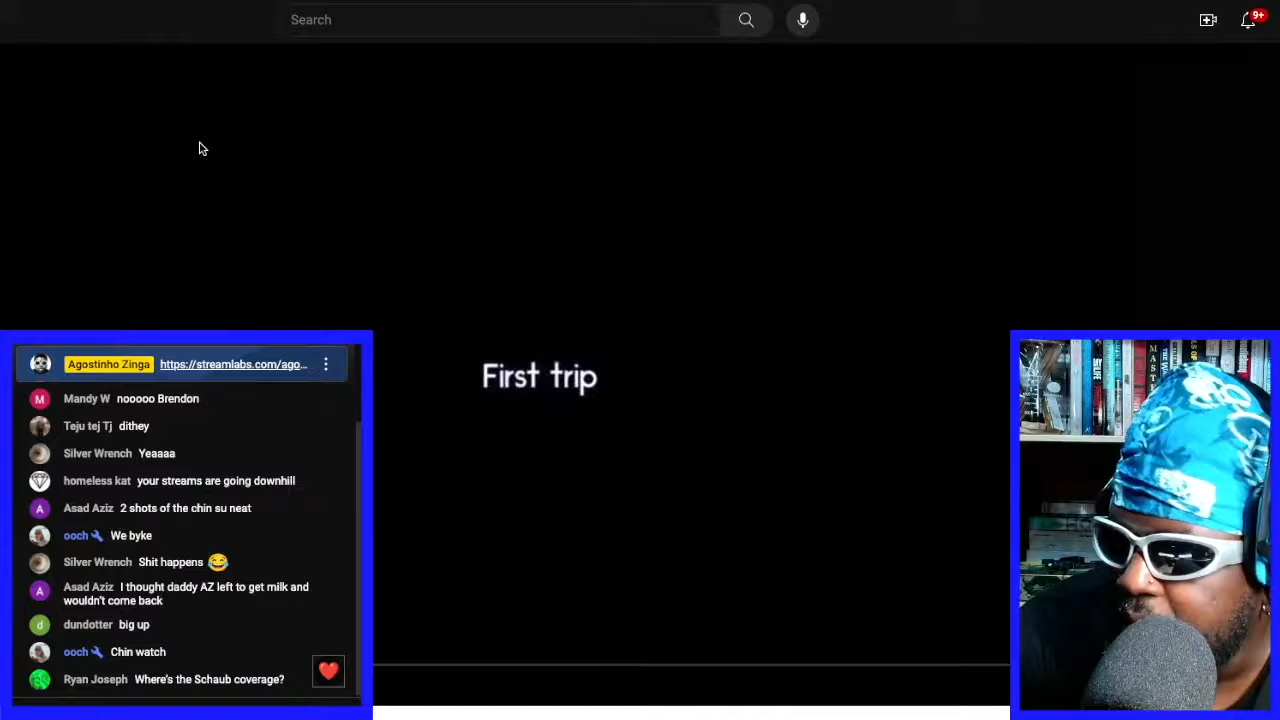 Search
9+
First trip
Agostinho Zinga https://streamlabs.com/ago...
Mandy W nooooo Brendon
Teju tej Tj dithey
Silver Wrench Yeaaaa
homeless kat your streams are going downhill
Asad Aziz 2 shots of the chin su neat
ooch We byke
Silver Wrench Shit happens 😂
Asad Aziz I thought daddy AZ left to get milk and
wouldn't come back
dundotter big up
ooch Chin watch
Ryan Joseph Where's the Schaub coverage?